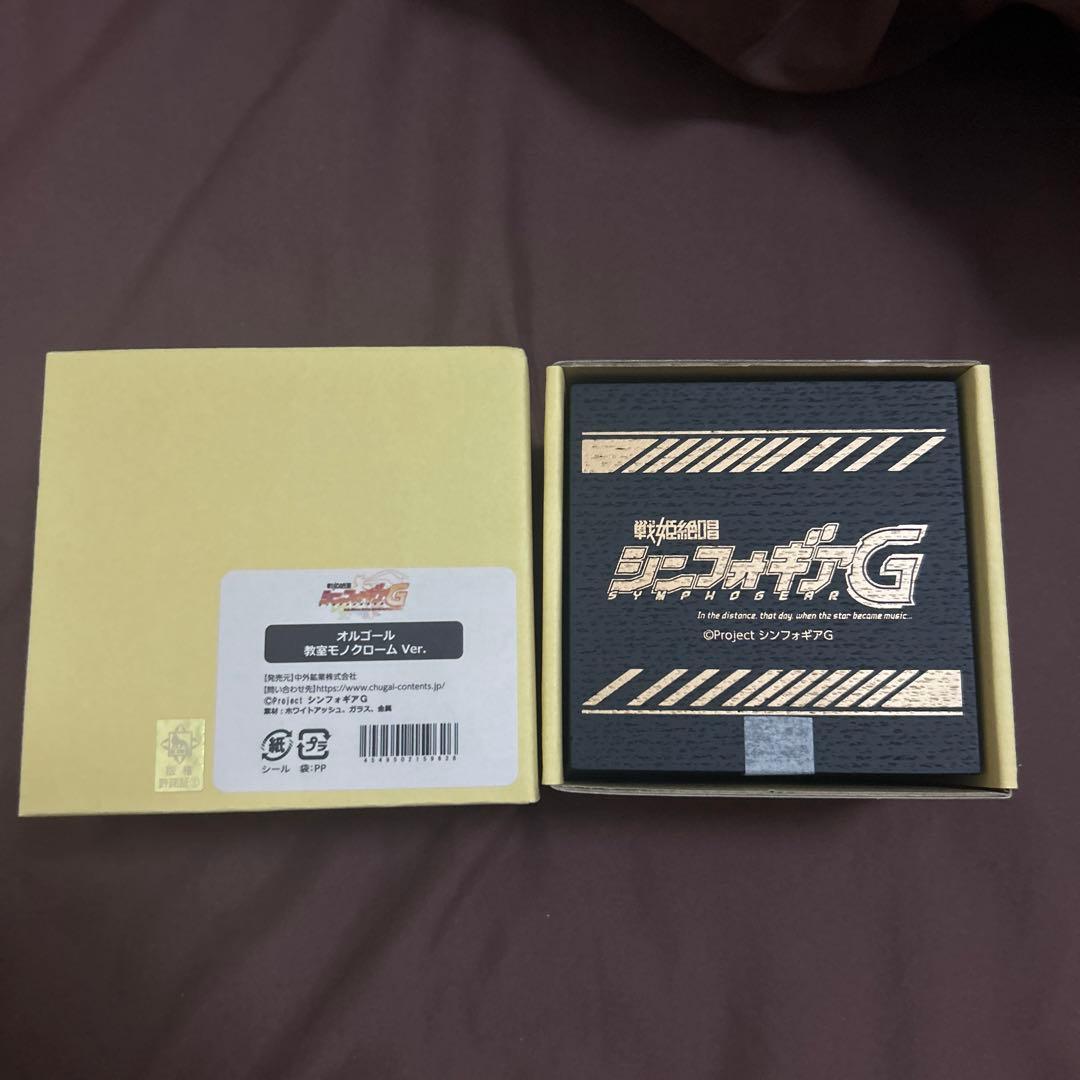 戦姫絶唱
シンフォギアG
オルゴール
教室モノクローム Ver.
【発売元】中外鉱業株式会社
【問い合わせ先】https://www.chugai-contents.jp/
©Project シンフォギアG
素材：ホワイトアッシュ、ガラス、金属
紙
プラ
シール 袋:PP
版権
許諾証
戦姫絶唱
シンフォギアG
SYMPHOGEAR
In the distance, that day, when the star became music...
©Project シンフォギアG